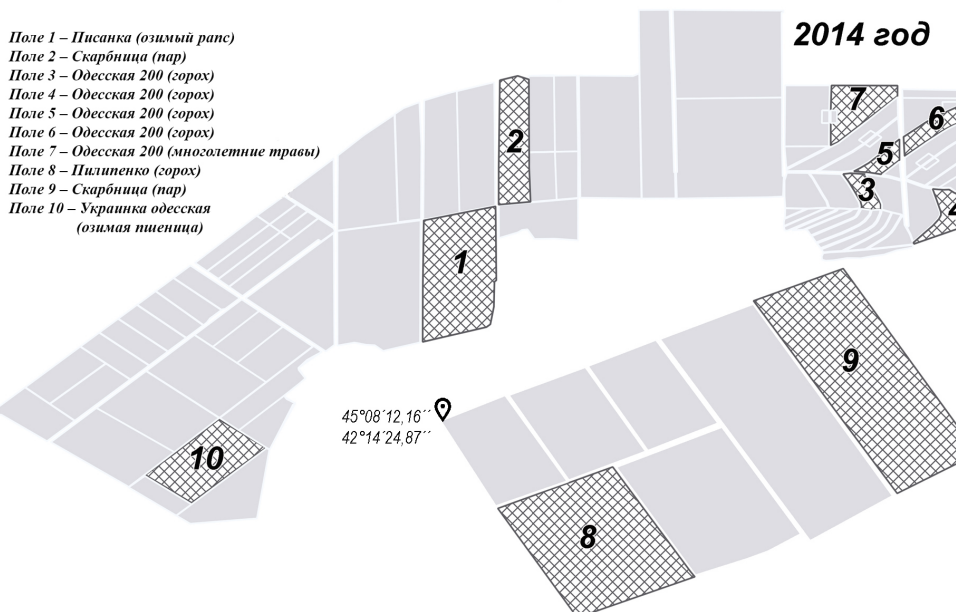 2014 год
Поле 1 – Писанка (озимый рапс)
Поле 2 – Скарбница (пар)
Поле 3 – Одесская 200 (горох)
Поле 4 – Одесская 200 (горох)
Поле 5 – Одесская 200 (горох)
Поле 6 – Одесская 200 (горох)
Поле 7 – Одесская 200 (многолетние травы)
Поле 8 – Пилипенко (горох)
Поле 9 – Скарбница (пар)
Поле 10 – Украинка одесская
(озимая пшеница)
7
6
2
5
3
4
1
9
45°08´12,16´´
42°14´24,87´´
10
8